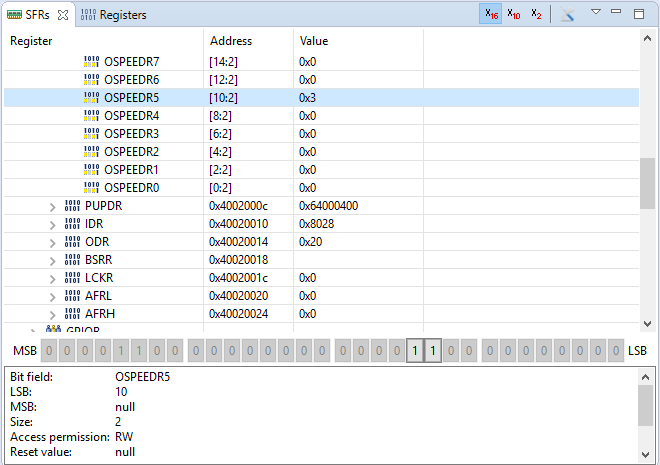 SFRs Registers X16 X10 X2
Register Address Value
OSPEEDR7 [14:2] 0x0
OSPEEDR6 [12:2] 0x0
OSPEEDR5 [10:2] 0x3
OSPEEDR4 [8:2] 0x0
OSPEEDR3 [6:2] 0x0
OSPEEDR2 [4:2] 0x0
OSPEEDR1 [2:2] 0x0
OSPEEDR0 [0:2] 0x0
PUPDR 0x4002000c 0x64000400
IDR 0x40020010 0x8028
ODR 0x40020014 0x20
BSRR 0x40020018
LCKR 0x4002001c 0x0
AFRL 0x40020020 0x0
AFRH 0x40020024 0x0
MSB 0 0 0 0 1 1 0 0 0 0 0 0 0 0 0 0 0 0 0 0 1 1 0 0 0 0 0 0 0 0 0 0 LSB
Bit field: OSPEEDR5
LSB: 10
MSB: null
Size: 2
Access permission: RW
Reset value: null